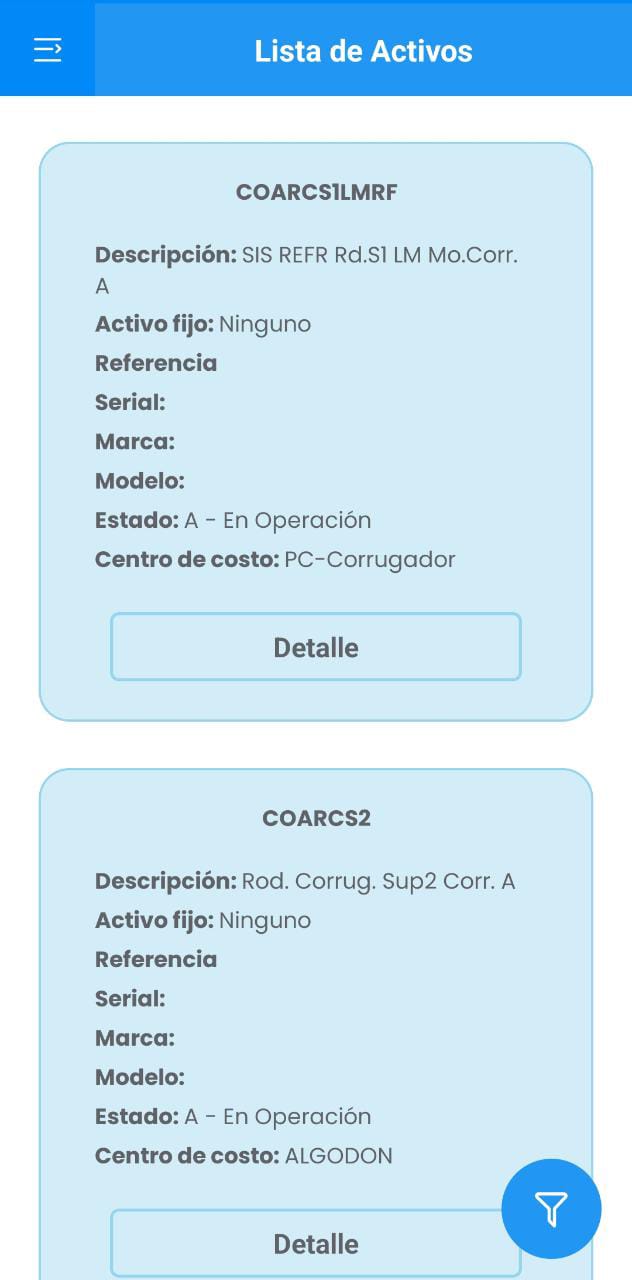 Lista de Activos
COARCS1LMRF
Descripción: SIS REFR Rd.S1 LM Mo.Corr.
A
Activo fijo: Ninguno
Referencia
Serial:
Marca:
Modelo:
Estado: A - En Operación
Centro de costo: PC-Corrugador
Detalle
COARCS2
Descripción: Rod. Corrug. Sup2 Corr. A
Activo fijo: Ninguno
Referencia
Serial:
Marca:
Modelo:
Estado: A - En Operación
Centro de costo: ALGODON
Detalle